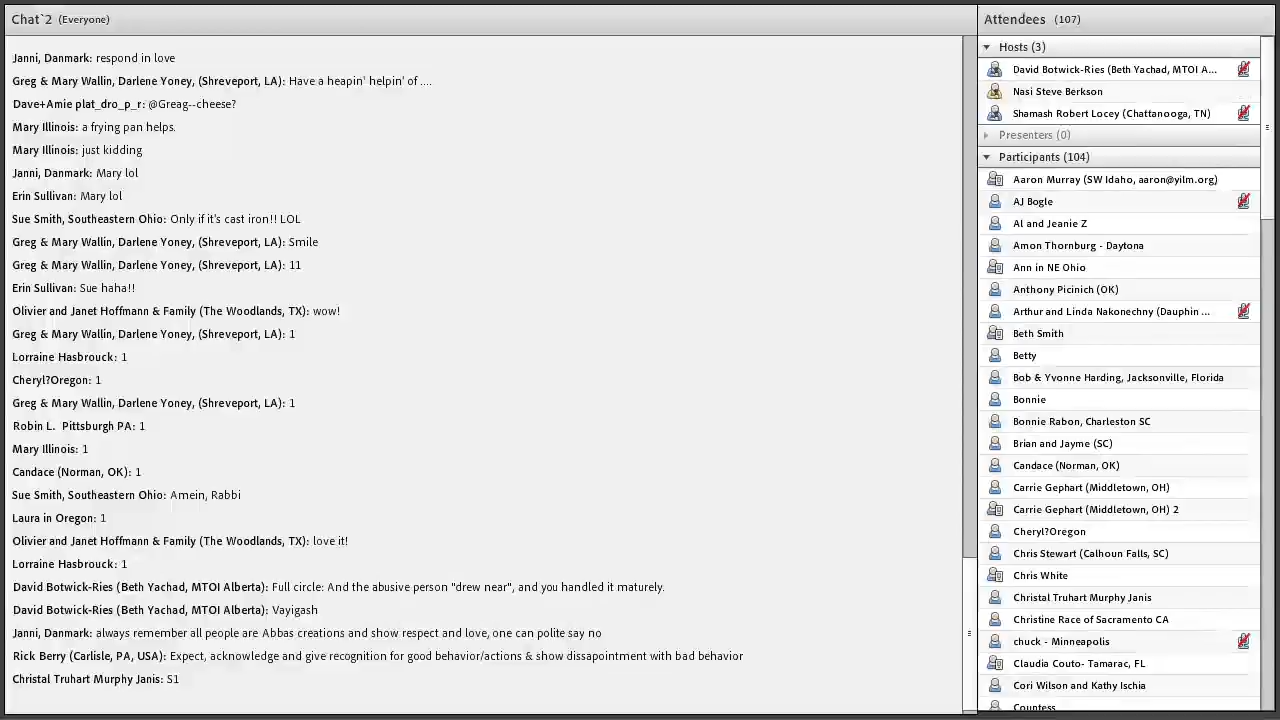 Chat`2 (Everyone)
Janni, Danmark: respond in love
Greg & Mary Wallin, Darlene Yoney, (Shreveport, LA): Have a heapin' helpin' of ....
Dave+Amie plat_dro_p_r: @Greag--cheese?
Mary Illinois: a frying pan helps.
Mary Illinois: just kidding
Janni, Danmark: Mary lol
Erin Sullivan: Mary lol
Sue Smith, Southeastern Ohio: Only if it's cast iron!! LOL
Greg & Mary Wallin, Darlene Yoney, (Shreveport, LA): Smile
Greg & Mary Wallin, Darlene Yoney, (Shreveport, LA): 11
Erin Sullivan: Sue haha!!
Olivier and Janet Hoffmann & Family (The Woodlands, TX): wow!
Greg & Mary Wallin, Darlene Yoney, (Shreveport, LA): 1
Lorraine Hasbrouck: 1
Cheryl?Oregon: 1
Greg & Mary Wallin, Darlene Yoney, (Shreveport, LA): 1
Robin L. Pittsburgh PA: 1
Mary Illinois: 1
Candace (Norman, OK): 1
Sue Smith, Southeastern Ohio: Amein, Rabbi
Laura in Oregon: 1
Olivier and Janet Hoffmann & Family (The Woodlands, TX): love it!
Lorraine Hasbrouck: 1
David Botwick-Ries (Beth Yachad, MTOI Alberta): Full circle: And the abusive person "drew near", and you handled it maturely.
David Botwick-Ries (Beth Yachad, MTOI Alberta): Vayigash
Janni, Danmark: always remember all people are Abbas creations and show respect and love, one can polite say no
Rick Berry (Carlisle, PA, USA): Expect, acknowledge and give recognition for good behavior/actions & show dissapointment with bad behavior
Christal Truhart Murphy Janis: S1
Attendees (107)
Hosts (3)
David Botwick-Ries (Beth Yachad, MTOI A...
Nasi Steve Berkson
Shamash Robert Locey (Chattanooga, TN)
Presenters (0)
Participants (104)
Aaron Murray (SW Idaho, aaron@yilm.org)
AJ Bogle
Al and Jeanie Z
Amon Thornburg - Daytona
Ann in NE Ohio
Anthony Picinich (OK)
Arthur and Linda Nakonechny (Dauphin ...
Beth Smith
Betty
Bob & Yvonne Harding, Jacksonville, Florida
Bonnie
Bonnie Rabon, Charleston SC
Brian and Jayme (SC)
Candace (Norman, OK)
Carrie Gephart (Middletown, OH)
Carrie Gephart (Middletown, OH) 2
Cheryl?Oregon
Chris Stewart (Calhoun Falls, SC)
Chris White
Christal Truhart Murphy Janis
Christine Race of Sacramento CA
chuck - Minneapolis
Claudia Couto- Tamarac, FL
Cori Wilson and Kathy Ischia
Countess